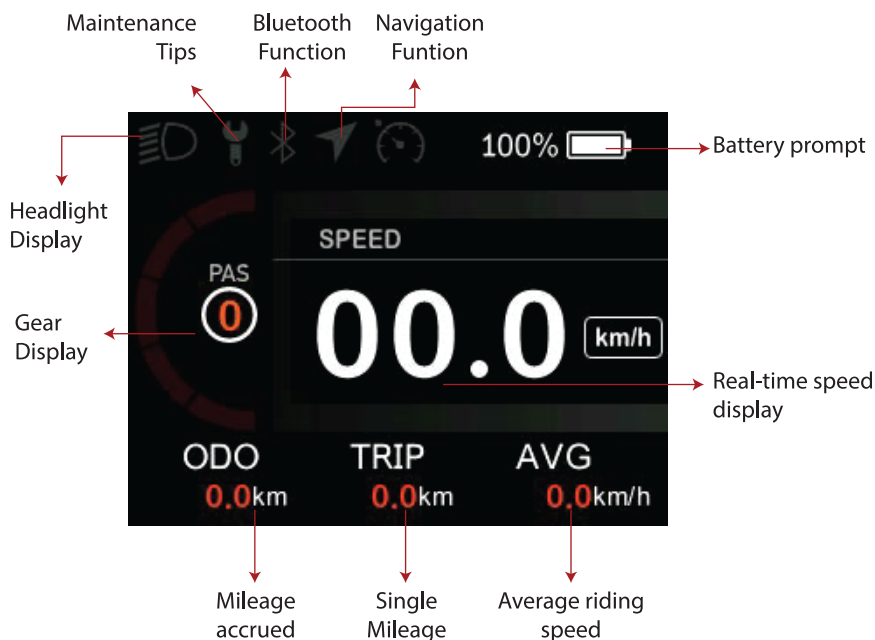 Maintenance
Tips
Bluetooth
Function
Navigation
Funtion
100%
Battery prompt
Headlight
Display
SPEED
PAS
0
00.0
km/h
Gear
Display
Real-time speed
display
ODO
TRIP
AVG
0.0km
0.0km
0.0km/h
Mileage
accrued
Single
Mileage
Average riding
speed